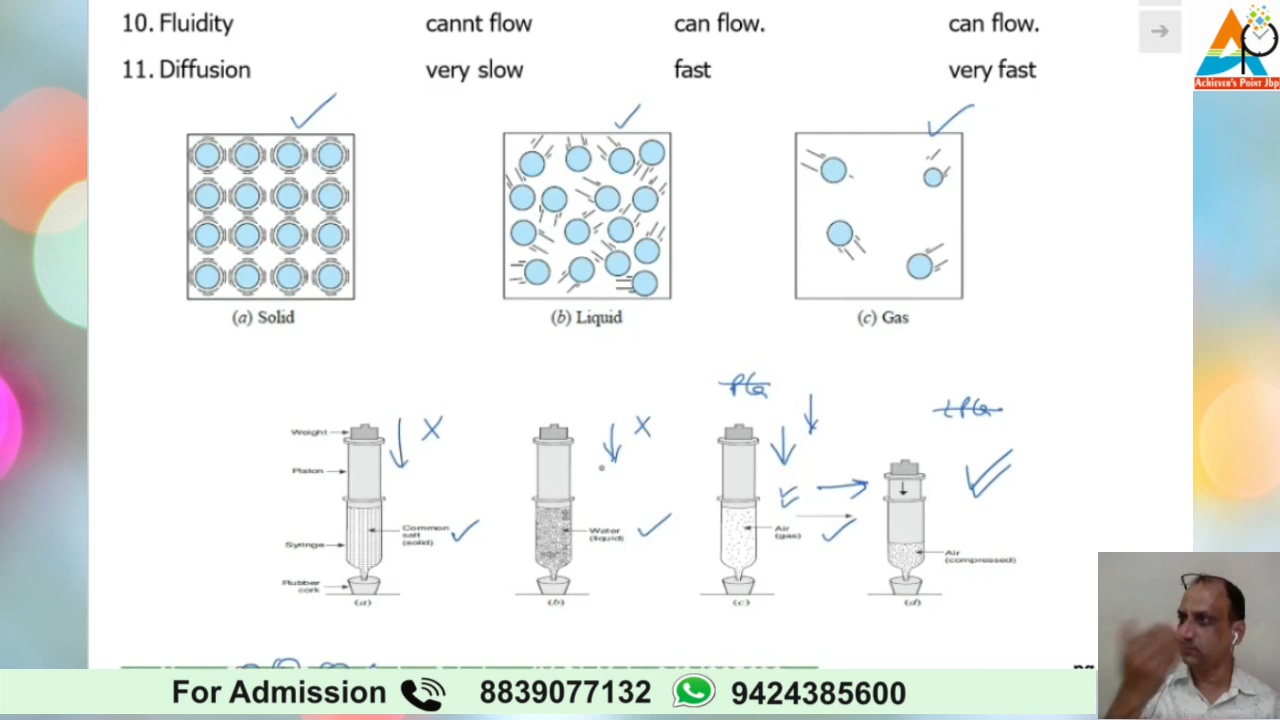 10. Fluidity cannt flow can flow. can flow.
11. Diffusion very slow fast very fast
ACHIEVER'S POINT JBP
(a) Solid (b) Liquid (c) Gas
Weight
Piston
Common salt (solid)
Syringe
Rubber cork
(a)
Water (liquid)
(b)
Air (gas)
(c)
Air (compressed)
(d)
For Admission 8839077132 9424385600